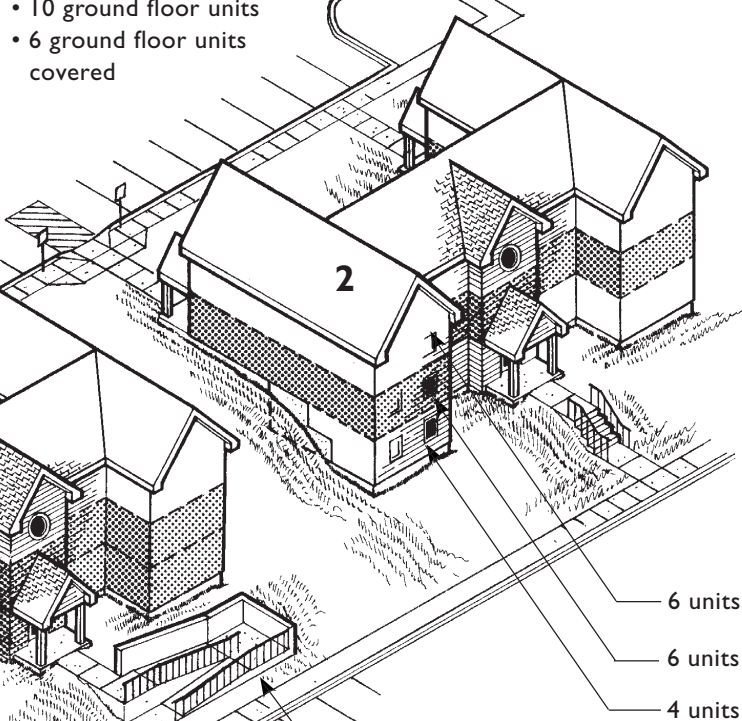 • 10 ground floor units
• 6 ground floor units
covered
2
6 units
6 units
4 units